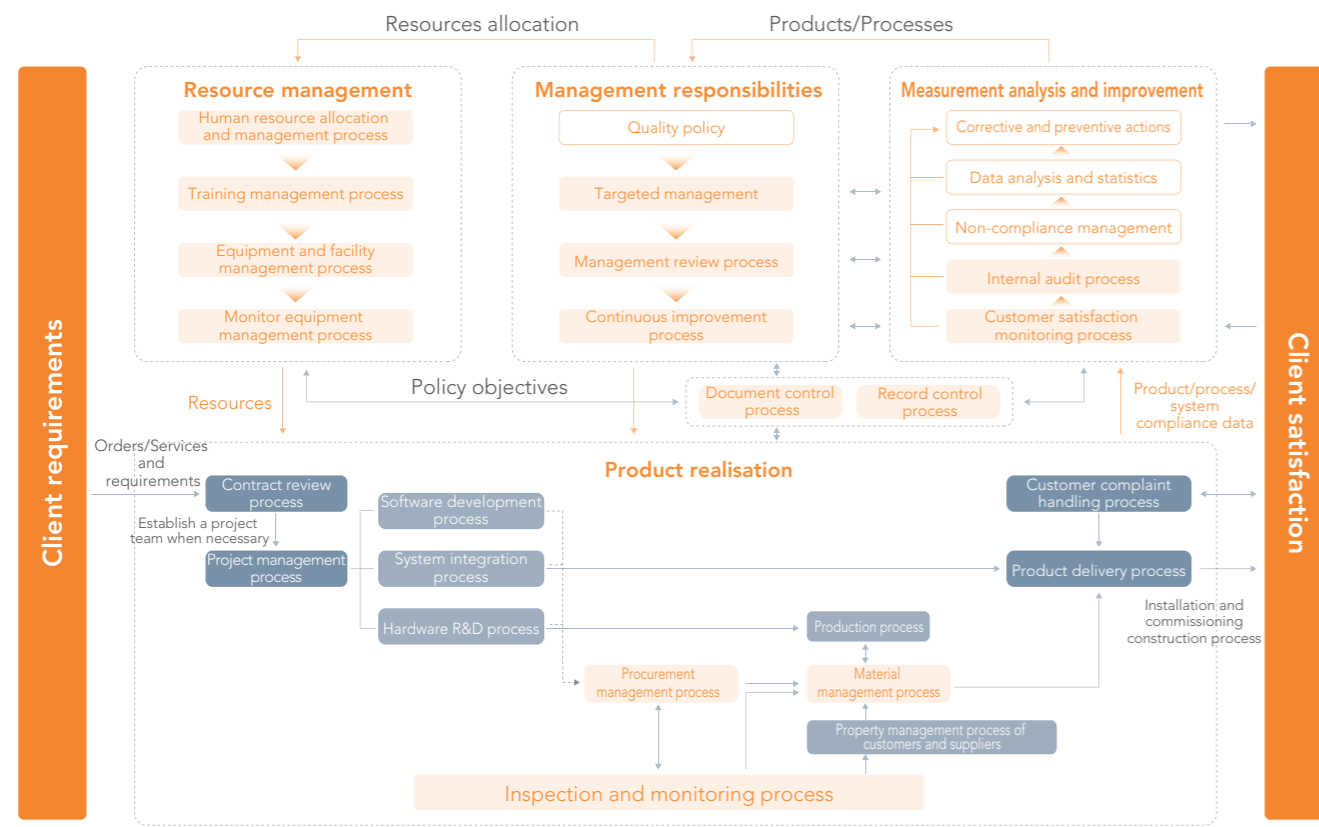 Resources allocation
Products/Processes
Client requirements
Resource management
Human resource allocation
and management process
Training management process
Equipment and facility
management process
Monitor equipment
management process
Management responsibilities
Quality policy
Targeted management
Management review process
Continuous improvement
process
Measurement analysis and improvement
Corrective and preventive actions
Data analysis and statistics
Non-compliance management
Internal audit process
Customer satisfaction
monitoring process
Client satisfaction
Resources
Policy objectives
Document control
process
Record control
process
Product/process/
system
compliance data
Orders/Services
and
requirements
Product realisation
Contract review
process
Establish a project
team when necessary
Project management
process
Software development
process
System integration
process
Hardware R&D process
Customer complaint
handling process
Product delivery process
Installation and
commissioning
construction process
Production process
Procurement
management process
Material
management process
Property management process of
customers and suppliers
Inspection and monitoring process